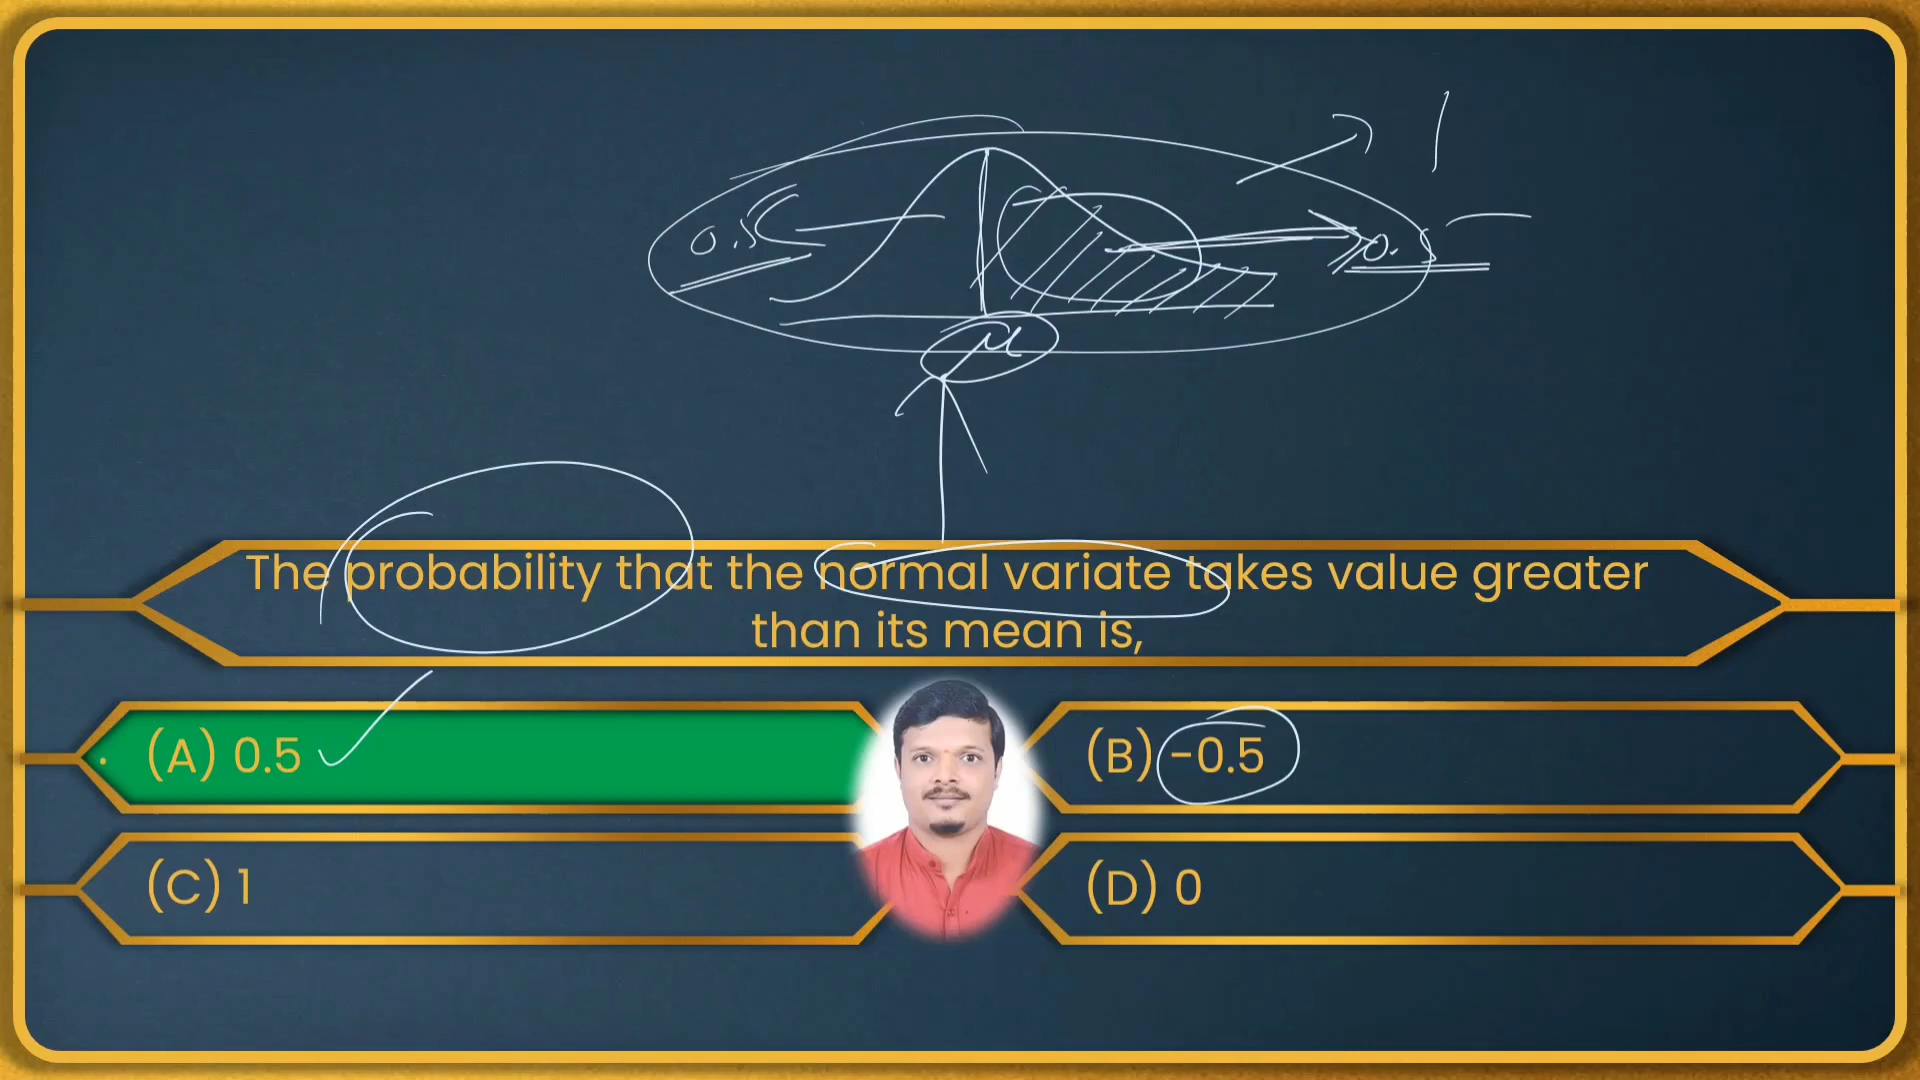 1
0.5
0.5
μ
The probability that the normal variate takes value greater
than its mean is,
(A) 0.5
(B) -0.5
(C) 1
(D) 0